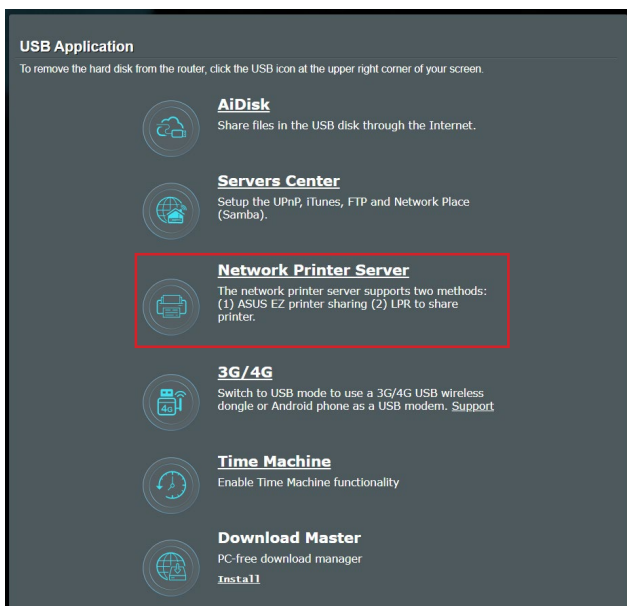 USB Application
To remove the hard disk from the router, click the USB icon at the upper right corner of your screen.
AiDisk
Share files in the USB disk through the Internet.
Servers Center
Setup the UPnP, iTunes, FTP and Network Place
(Samba).
Network Printer Server
The network printer server supports two methods:
(1) ASUS EZ printer sharing (2) LPR to share
printer.
3G/4G
Switch to USB mode to use a 3G/4G USB wireless
dongle or Android phone as a USB modem. Support
4G
Time Machine
Enable Time Machine functionality
Download Master
PC-free download manager
Install